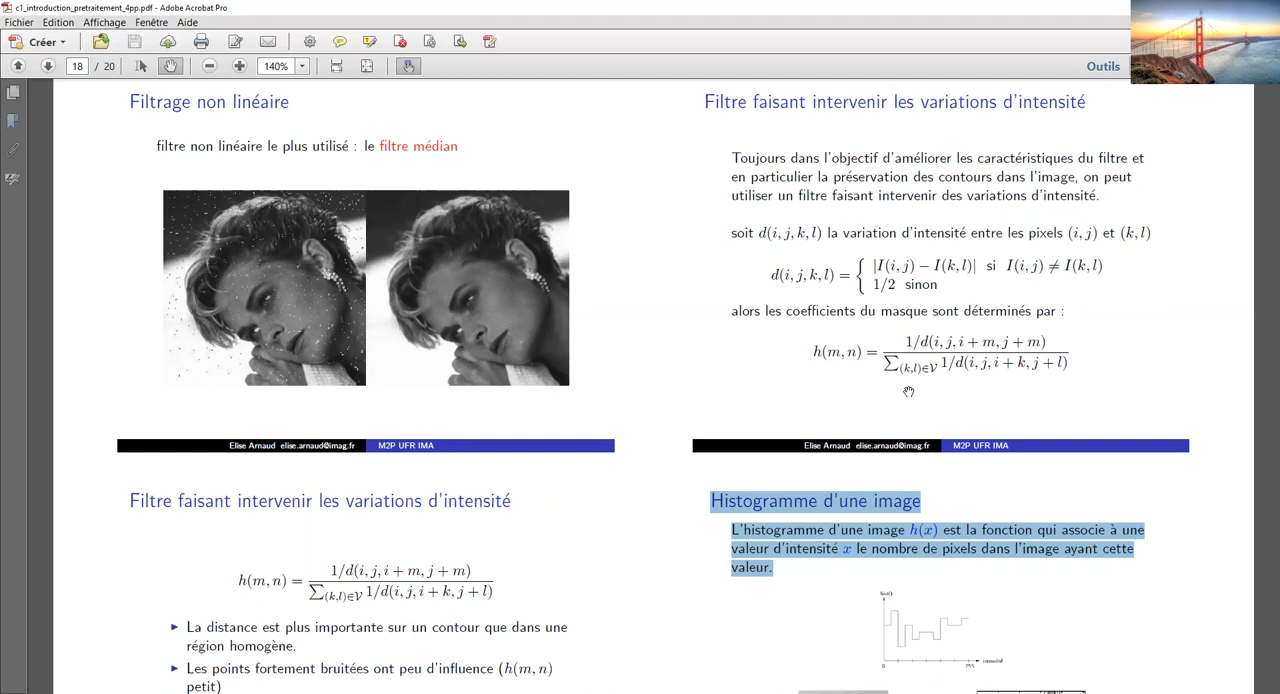 c1_introduction_pretraitement_4pp.pdf - Adobe Acrobat Pro
Fichier Edition Affichage Fenêtre Aide
Créer
18 / 20 140% Outils
Filtrage non linéaire
filtre non linéaire le plus utilisé : le filtre médian
Elise Arnaud elise.arnaud@imag.fr M2P UFR IMA
Filtre faisant intervenir les variations d'intensité
Toujours dans l'objectif d'améliorer les caractéristiques du filtre et
en particulier la préservation des contours dans l'image, on peut
utiliser un filtre faisant intervenir des variations d'intensité.
soit d(i, j, k, l) la variation d'intensité entre les pixels (i, j) et (k, l)
d(i, j, k, l) = { |I(i, j) − I(k, l)| si I(i, j) ≠ I(k, l)
1/2 sinon
alors les coefficients du masque sont déterminés par :
h(m, n) = 1/d(i, j, i + m, j + m)
∑(k,l)∈V 1/d(i, j, i + k, j + l)
Elise Arnaud elise.arnaud@imag.fr M2P UFR IMA
Filtre faisant intervenir les variations d'intensité
h(m, n) = 1/d(i, j, i + m, j + m)
∑(k,l)∈V 1/d(i, j, i + k, j + l)
► La distance est plus importante sur un contour que dans une
région homogène.
► Les points fortement bruitées ont peu d'influence (h(m, n)
petit)
Histogramme d'une image
L'histogramme d'une image h(x) est la fonction qui associe à une
valeur d'intensité x le nombre de pixels dans l'image ayant cette
valeur.
hist()
0 255